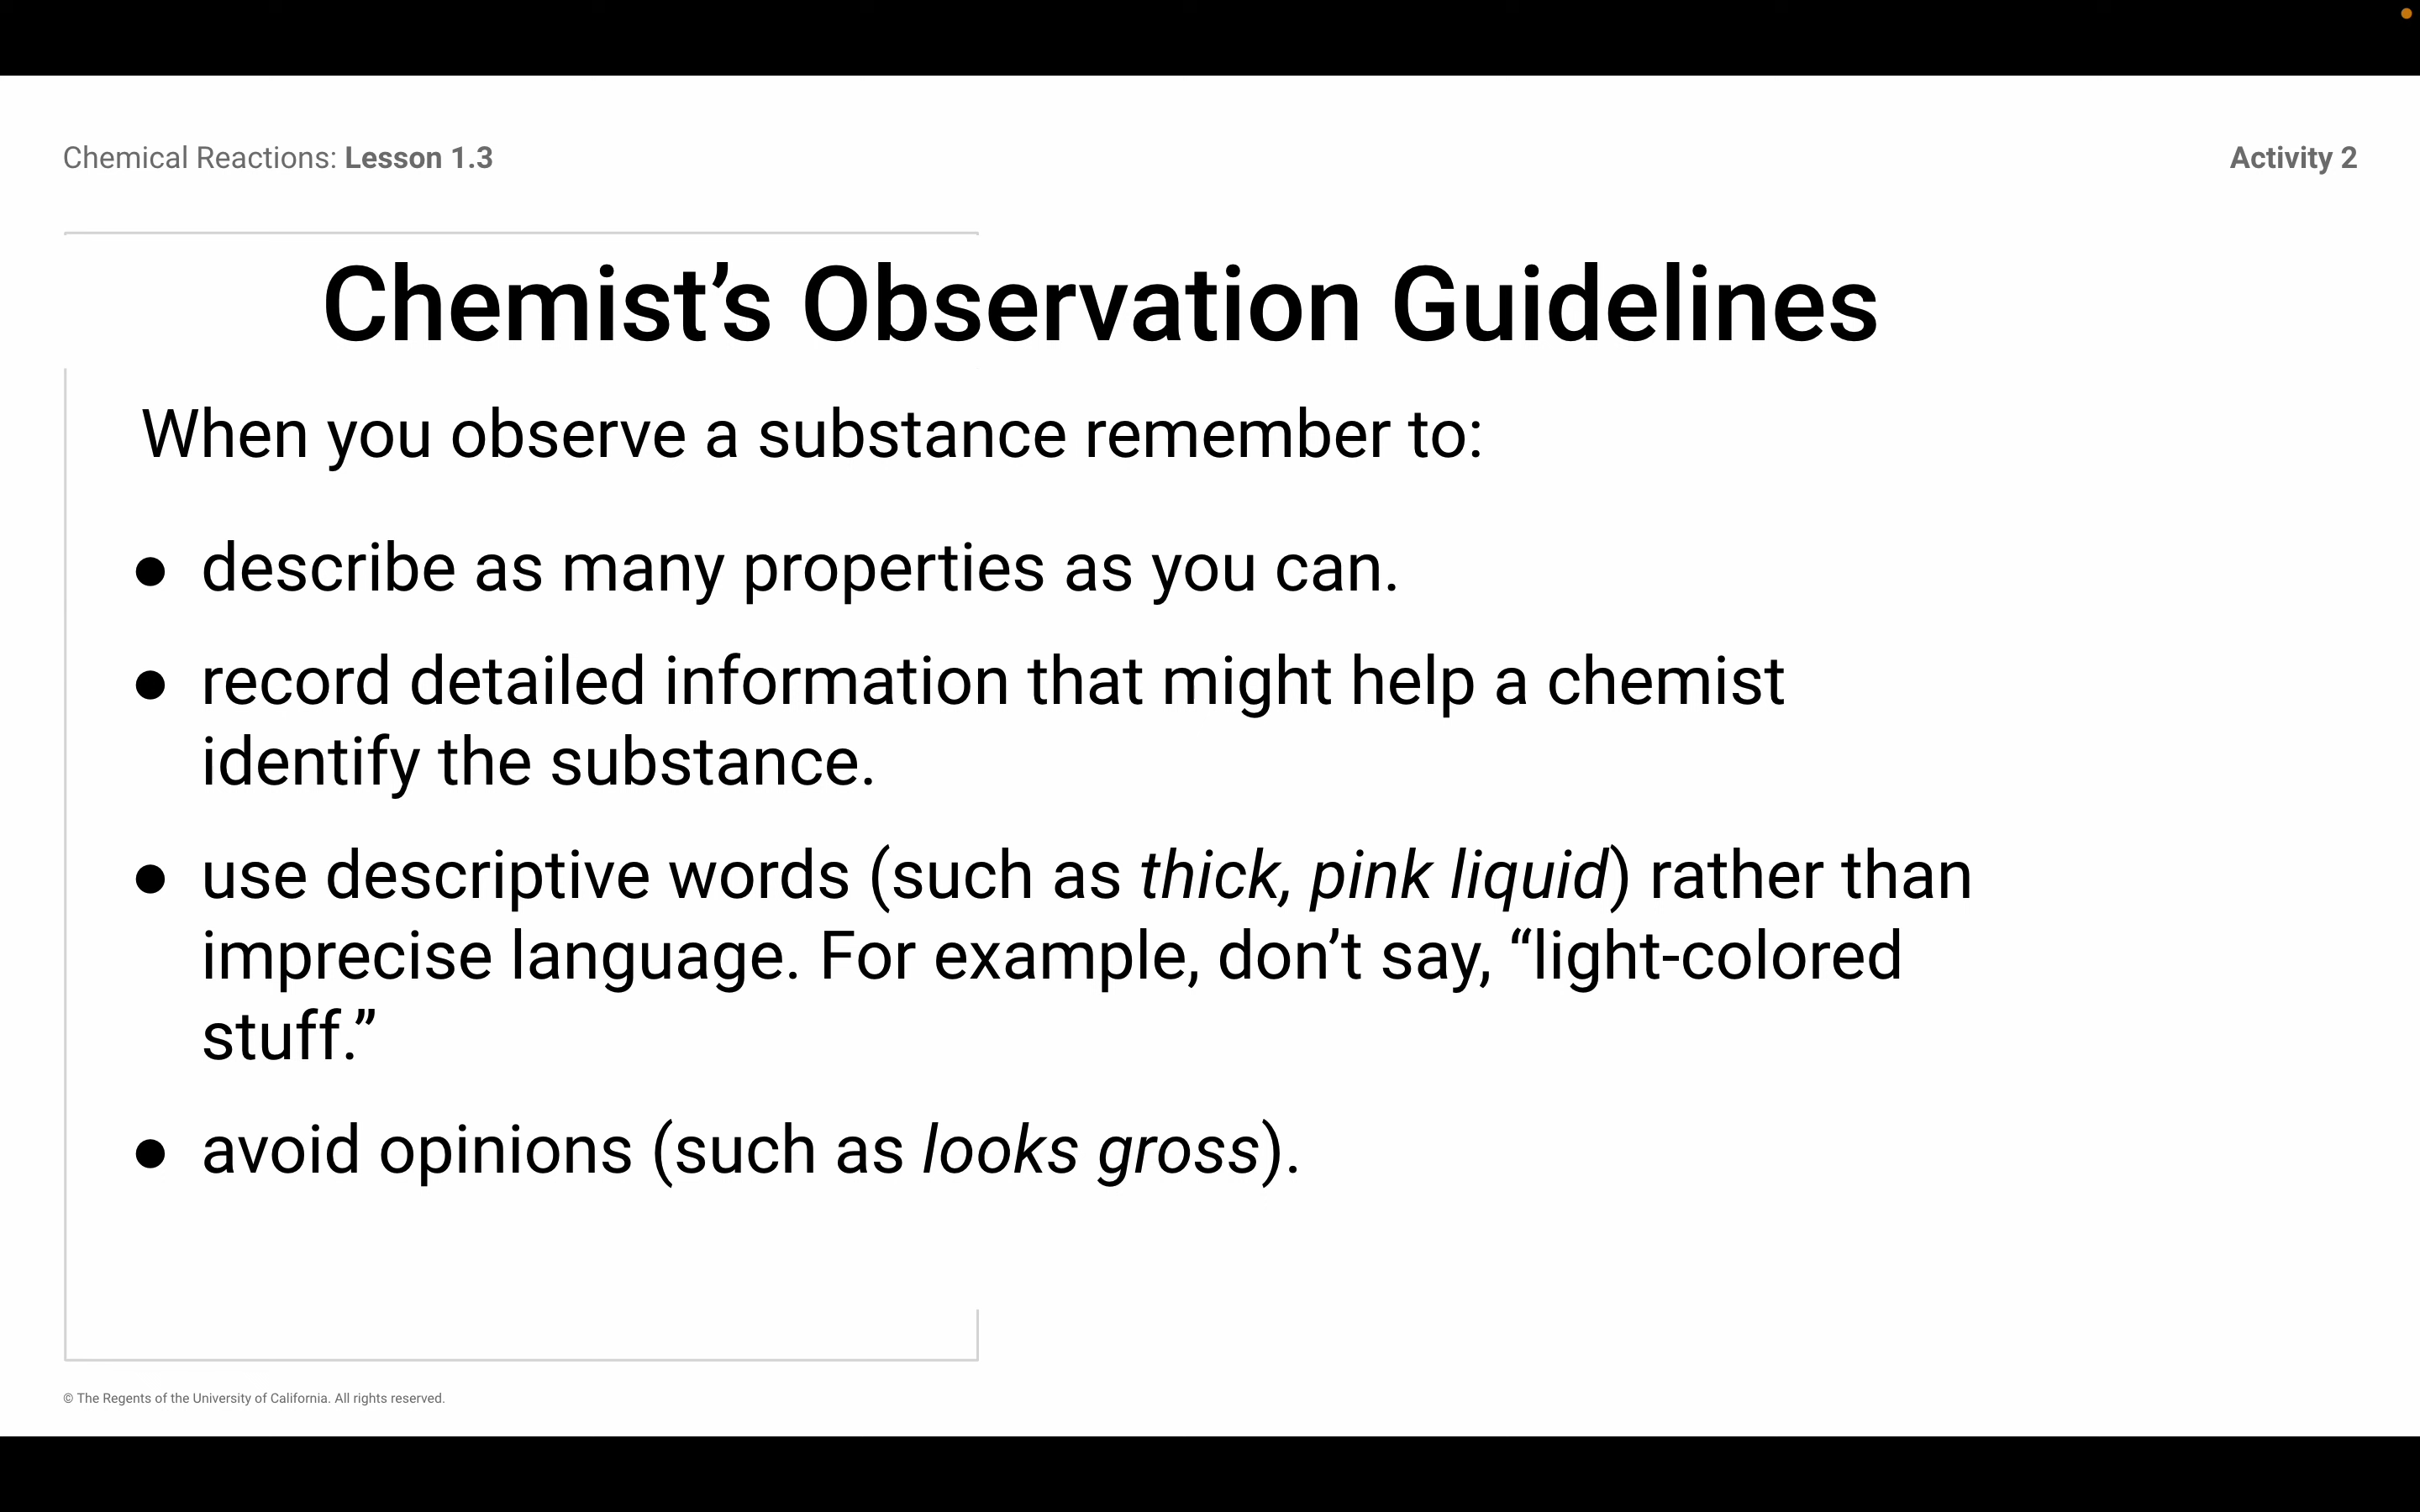 Chemical Reactions: Lesson 1.3
Activity 2
Chemist’s Observation Guidelines
When you observe a substance remember to:
● describe as many properties as you can.
● record detailed information that might help a chemist
identify the substance.
● use descriptive words (such as thick, pink liquid) rather than
imprecise language. For example, don’t say, “light-colored
stuff.”
● avoid opinions (such as looks gross).
© The Regents of the University of California. All rights reserved.